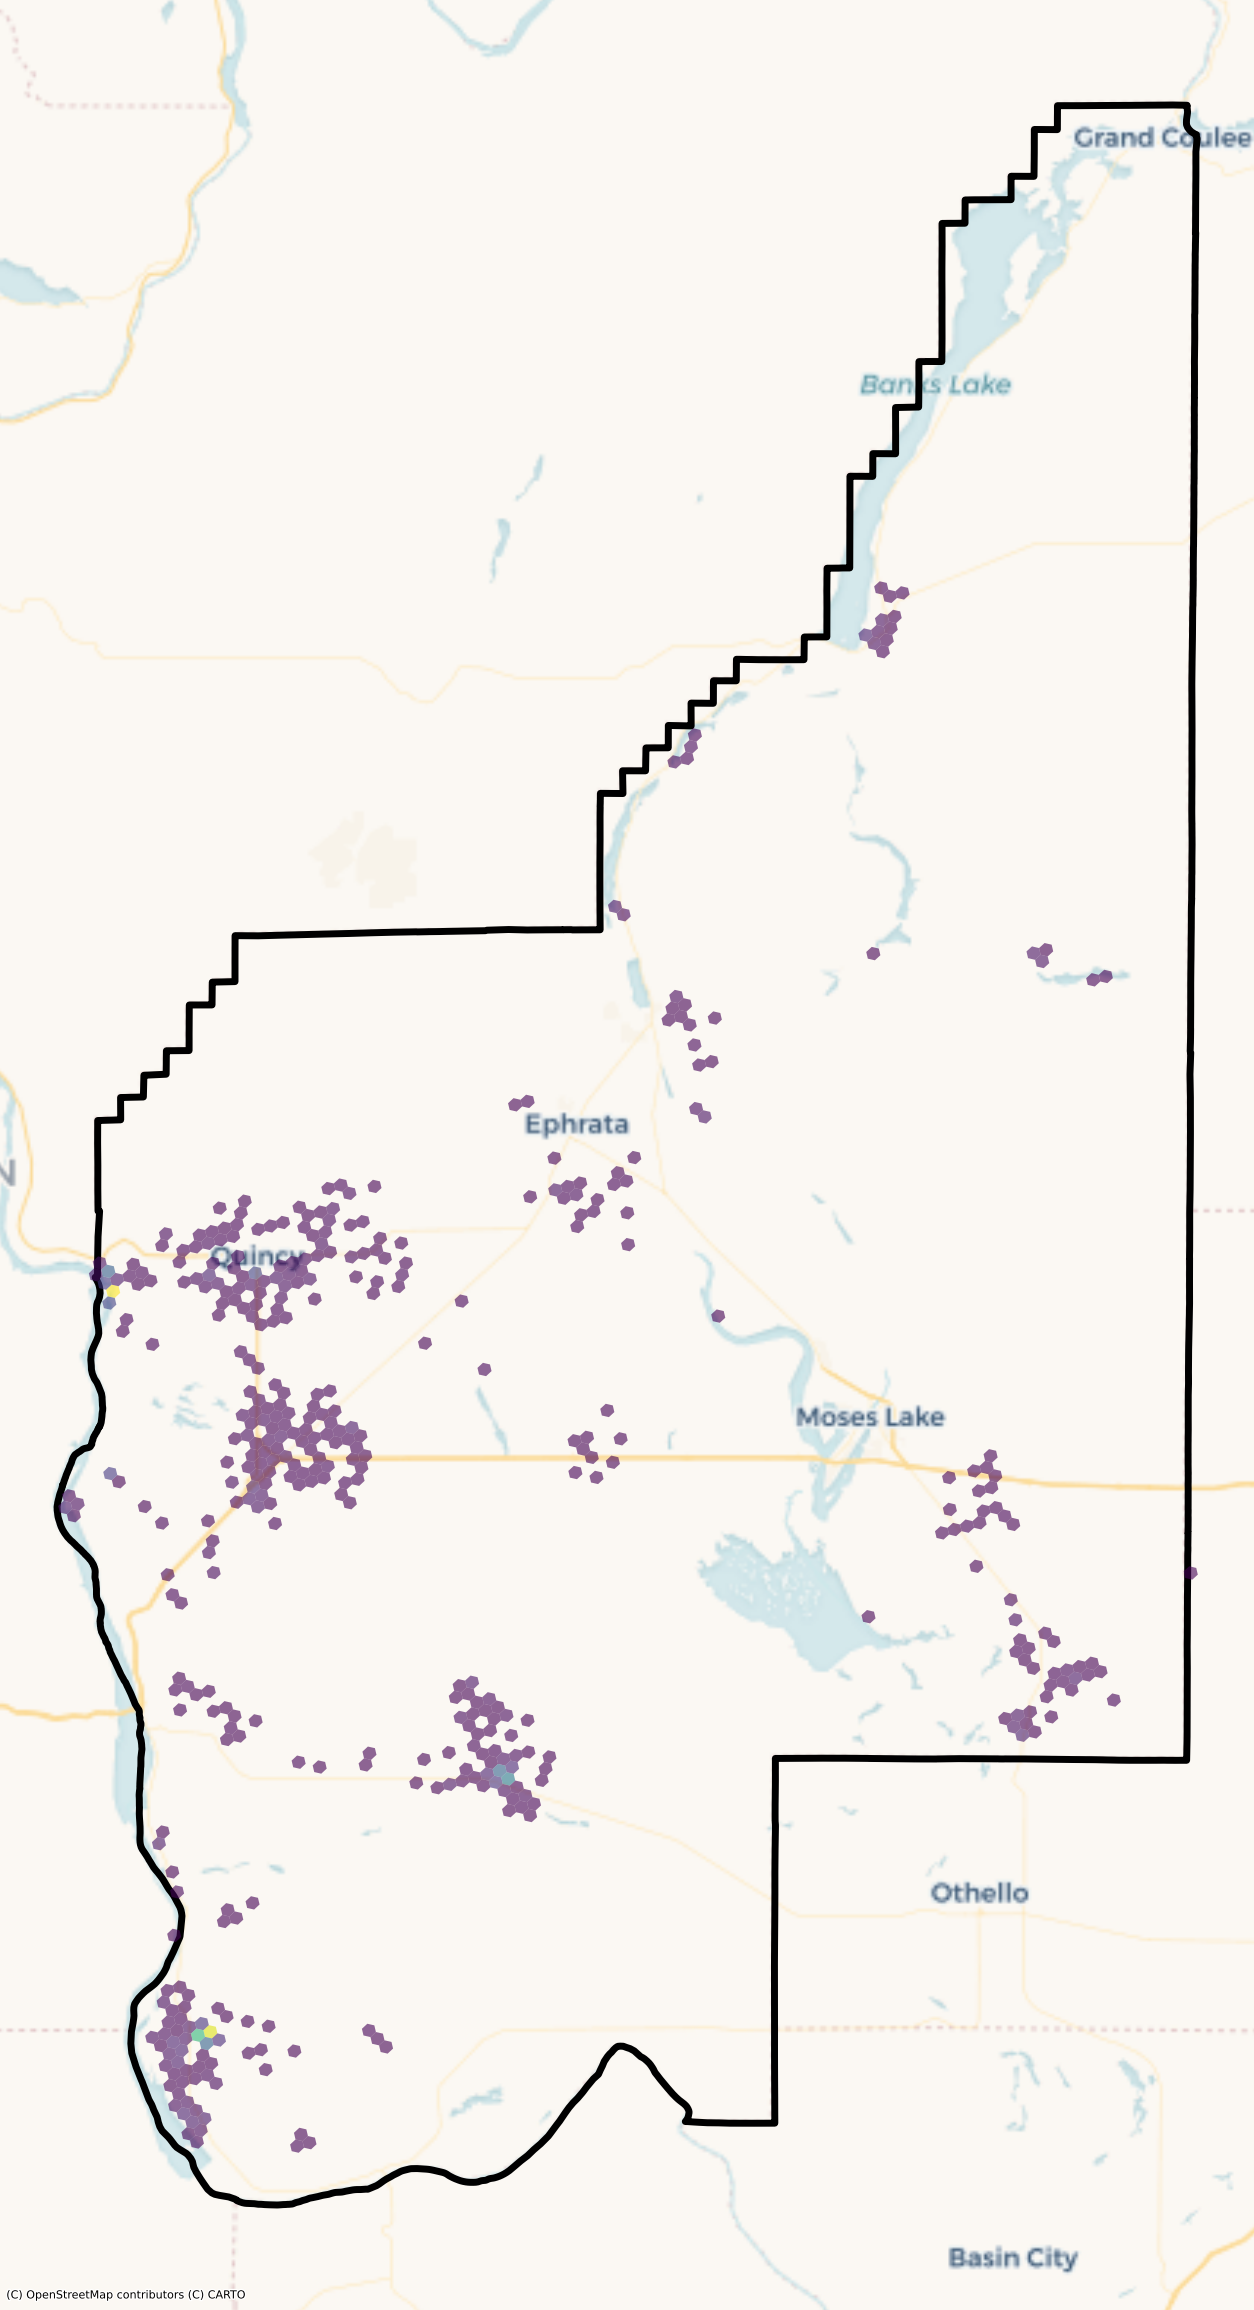 Grand Coulee
Banks Lake
N
Ephrata
Quincy
Moses Lake
Othello
Basin City
(C) OpenStreetMap contributors (C) CARTO